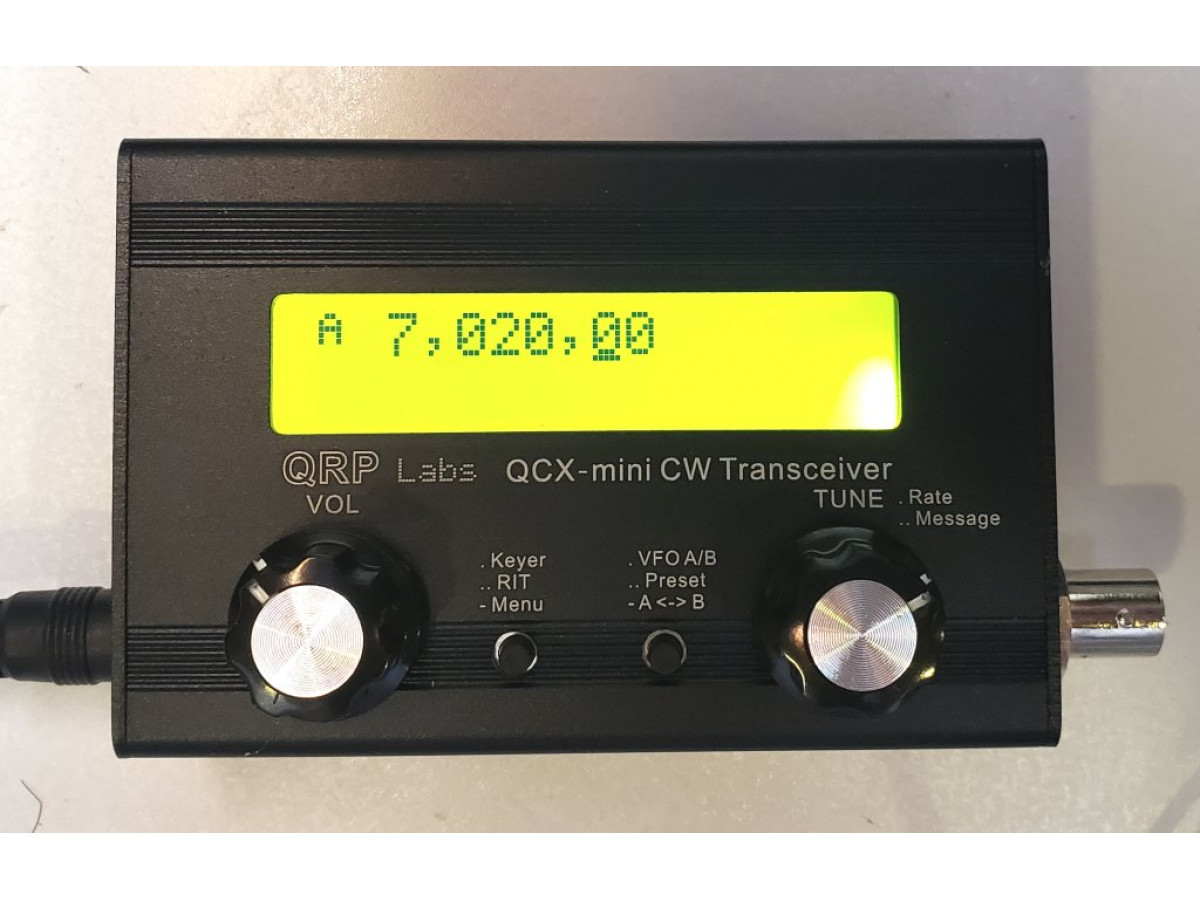 A 7,020,00
QRP Labs QCX-mini CW Transceiver
VOL
TUNE
. Rate
.. Message
. Keyer
.. RIT
- Menu
. VFO A/B
.. Preset
- A <-> B